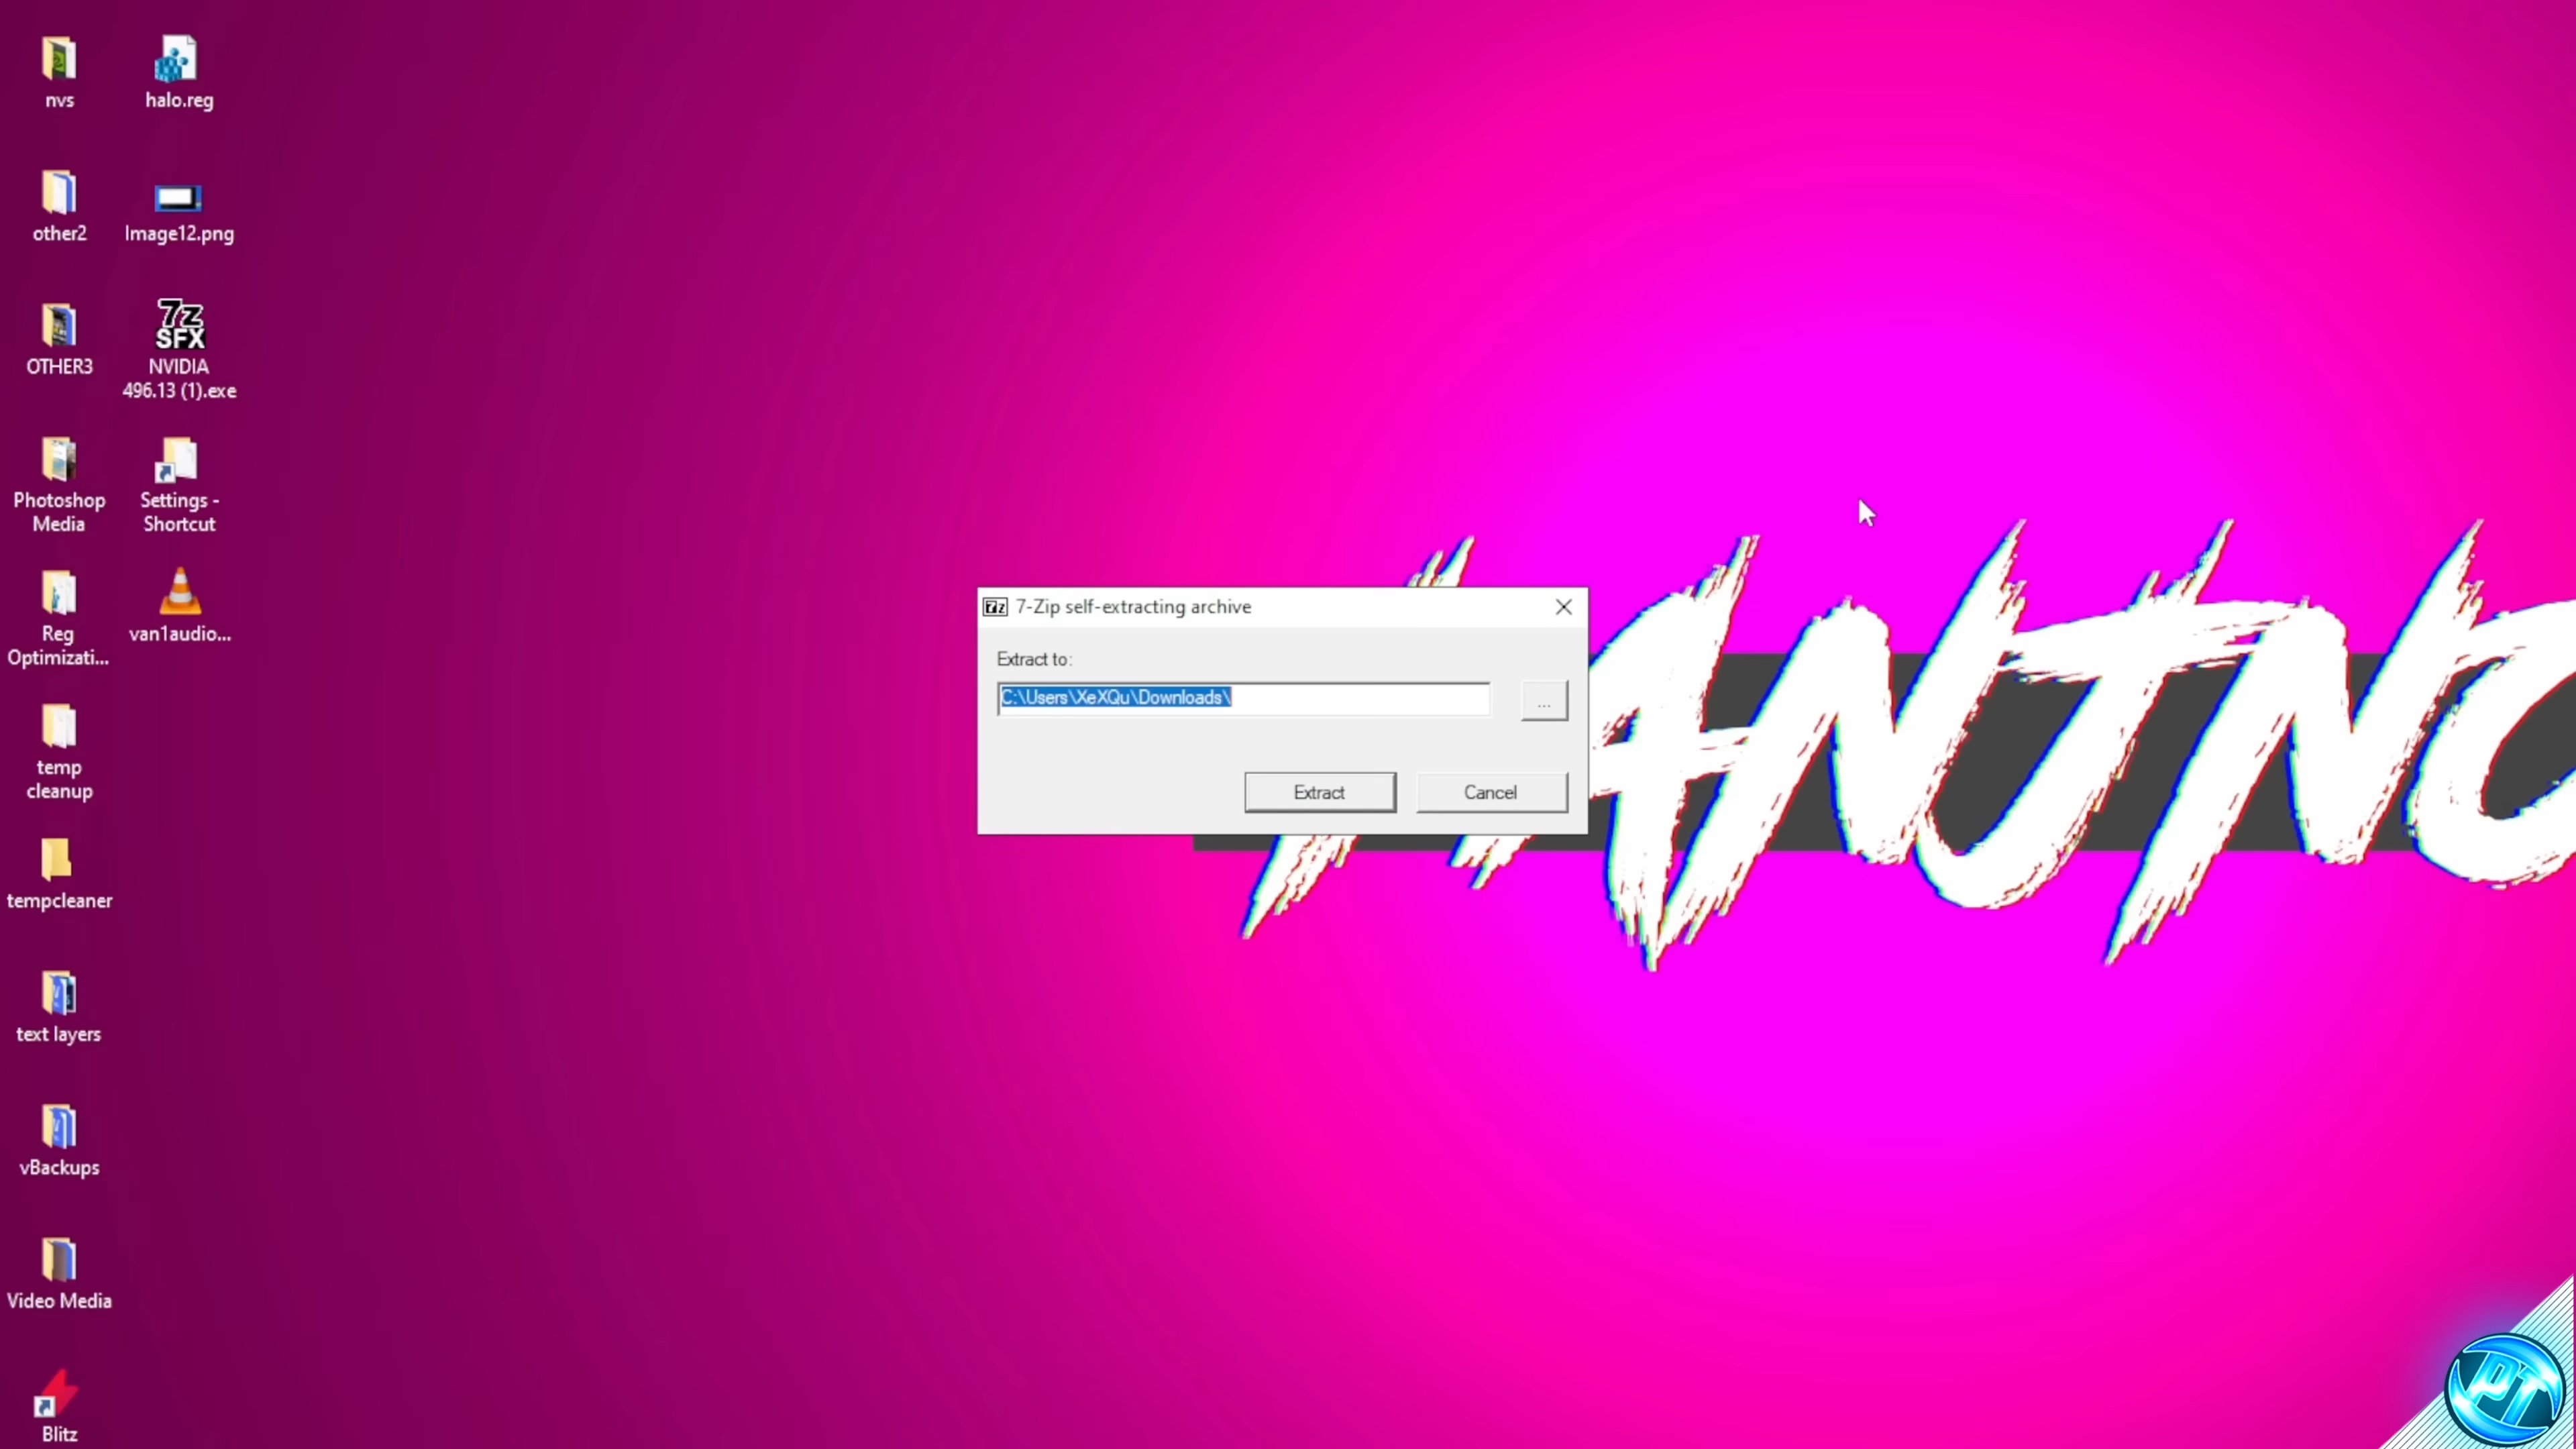 nvs
halo.reg
other2
Image12.png
OTHER3
7z
SFX
NVIDIA
496.13 (1).exe
Photoshop
Media
Settings -
Shortcut
Reg
Optimizati...
van1audio...
temp
cleanup
tempcleaner
text layers
vBackups
Video Media
Blitz
7z 7-Zip self-extracting archive
Extract to:
C:\Users\XeXQu\Downloads\
...
Extract
Cancel
PT